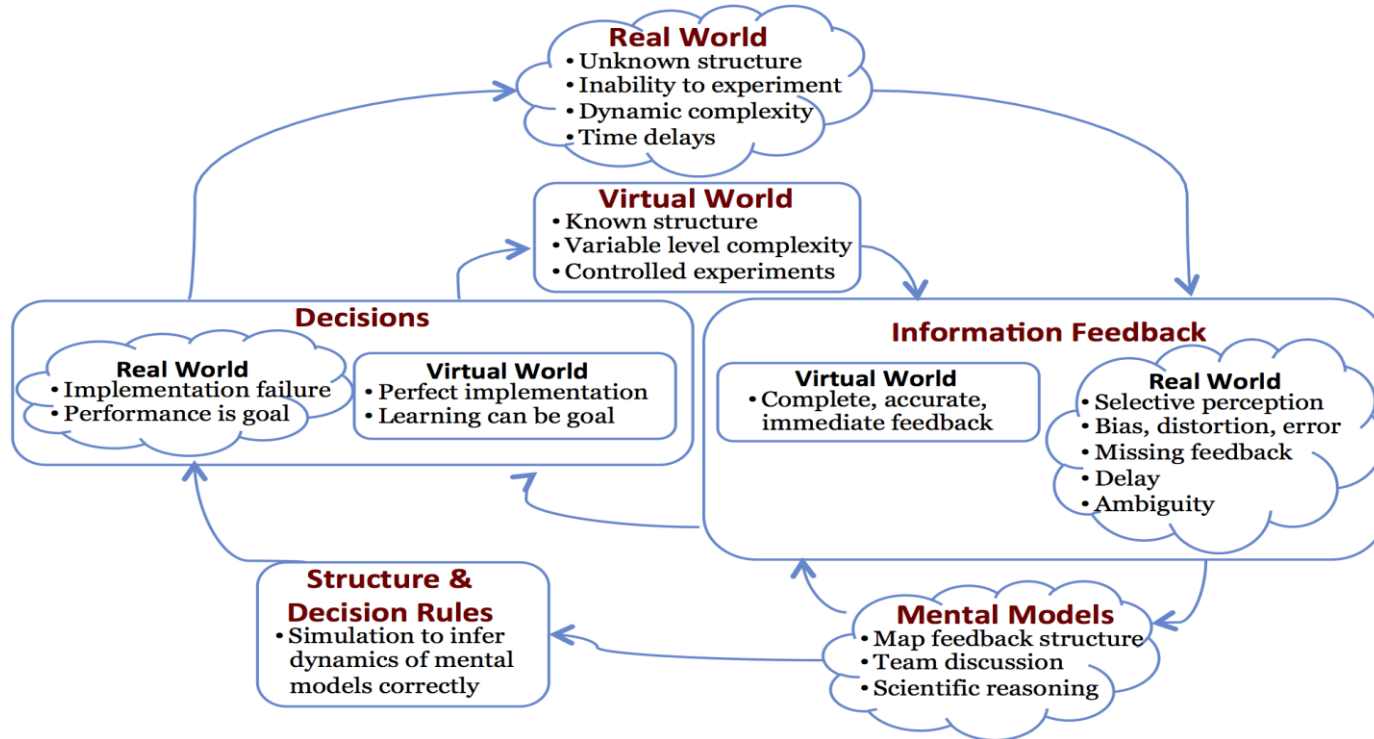 Real World
• Unknown structure
• Inability to experiment
• Dynamic complexity
• Time delays
Virtual World
• Known structure
• Variable level complexity
• Controlled experiments
Decisions
Real World
• Implementation failure
• Performance is goal
Virtual World
• Perfect implementation
• Learning can be goal
Information Feedback
Virtual World
• Complete, accurate,
immediate feedback
Real World
• Selective perception
• Bias, distortion, error
• Missing feedback
• Delay
• Ambiguity
Structure &
Decision Rules
• Simulation to infer
dynamics of mental
models correctly
Mental Models
• Map feedback structure
• Team discussion
• Scientific reasoning